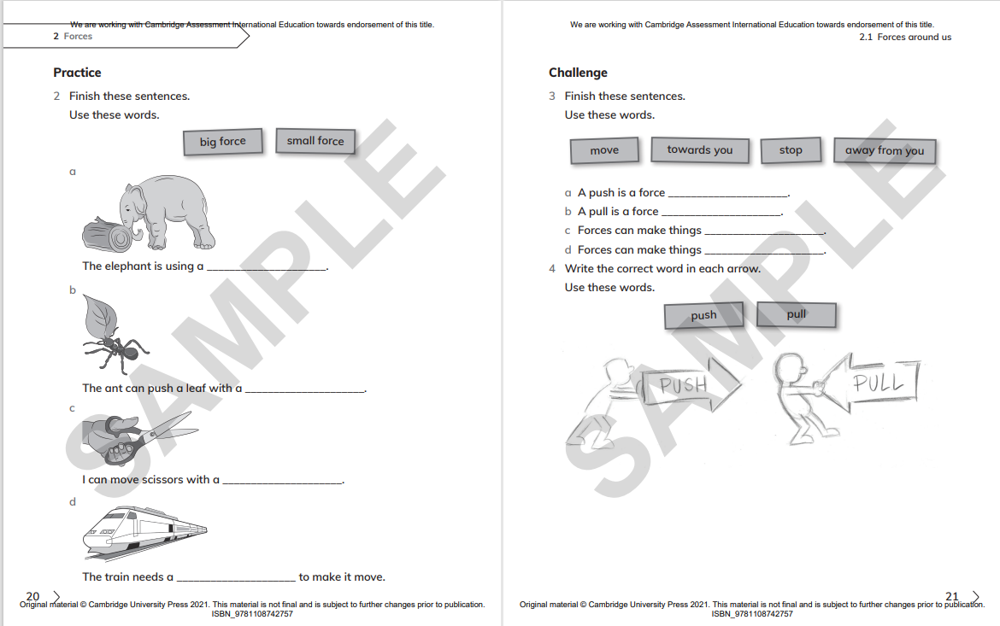 We are working with Cambridge Assessment International Education towards endorsement of this title.
2 Forces
Practice
2 Finish these sentences.
Use these words.
big force small force
a
The elephant is using a ____________________.
b
The ant can push a leaf with a ____________________.
c
I can move scissors with a ____________________.
d
The train needs a ____________________ to make it move.
20
Original material © Cambridge University Press 2021. This material is not final and is subject to further changes prior to publication.
ISBN_9781108742757
SAMPLE
We are working with Cambridge Assessment International Education towards endorsement of this title.
2.1 Forces around us
Challenge
3 Finish these sentences.
Use these words.
move towards you stop away from you
a A push is a force ____________________.
b A pull is a force ____________________.
c Forces can make things ____________________.
d Forces can make things ____________________.
4 Write the correct word in each arrow.
Use these words.
push pull
PUSH PULL
21
Original material © Cambridge University Press 2021. This material is not final and is subject to further changes prior to publication.
ISBN_9781108742757
SAMPLE